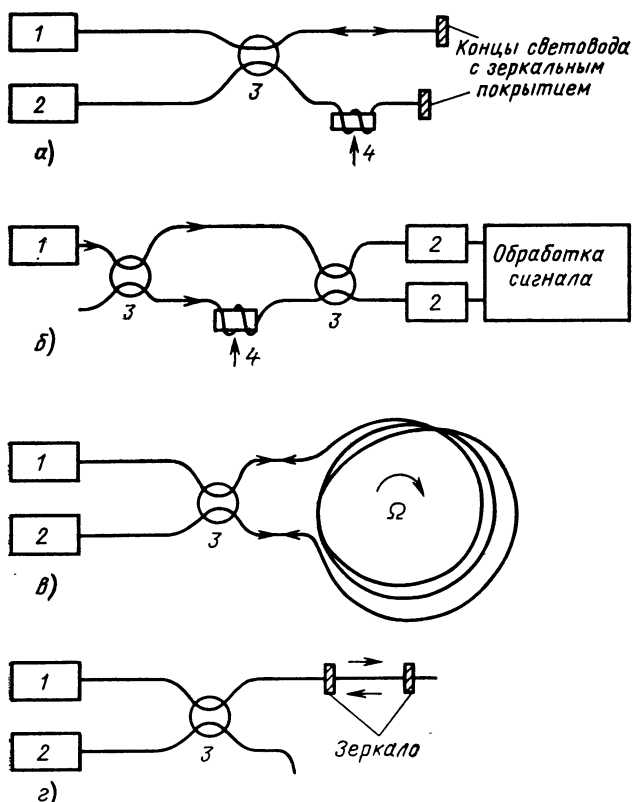 1
2
3
4
Концы световода
с зеркальным
покрытием
а)
1
3
4
3
2
2
Обработка
сигнала
б)
1
2
3
Ω
в)
1
2
3
Зеркало
г)